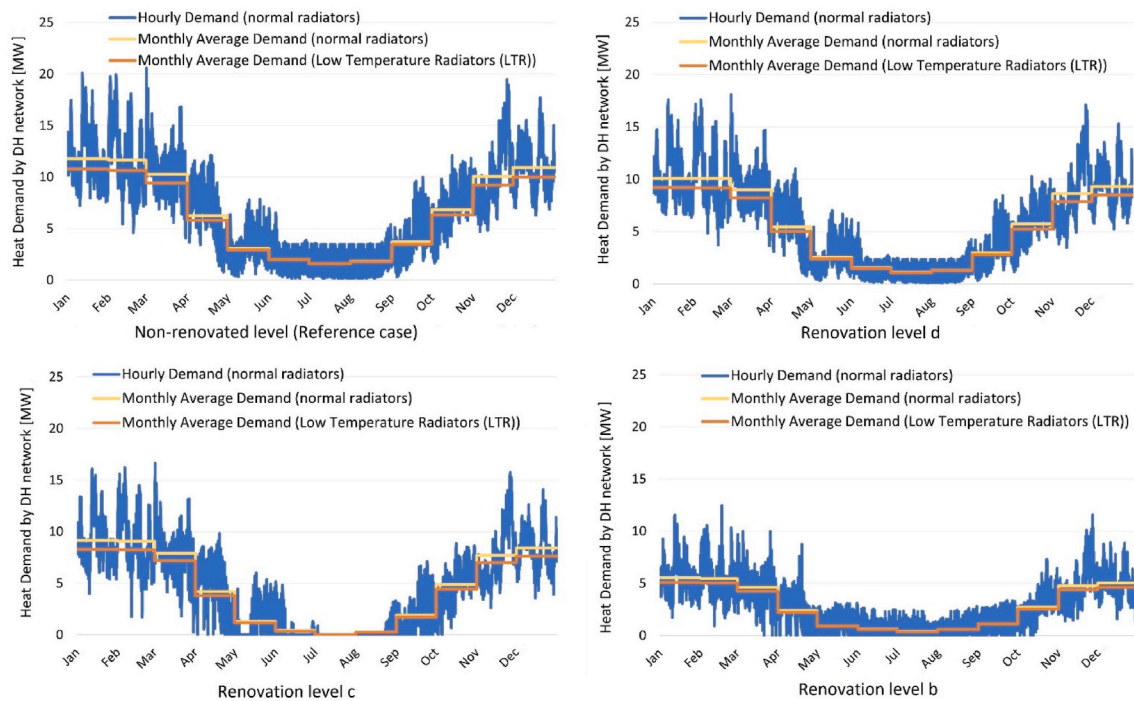 Hourly Demand (normal radiators)
Monthly Average Demand (normal radiators)
Monthly Average Demand (Low Temperature Radiators (LTR))
Heat Demand by DH network [MW]
25
20
15
10
5
0
Jan Feb Mar Apr May Jun Jul Aug Sep Oct Nov Dec
Non-renovated level (Reference case)
Hourly Demand (normal radiators)
Monthly Average Demand (normal radiators)
Monthly Average Demand (Low Temperature Radiators (LTR))
Heat Demand by DH network [MW]
25
20
15
10
5
0
Jan Feb Mar Apr May Jun Jul Aug Sep Oct Nov Dec
Renovation level d
Hourly Demand (normal radiators)
Monthly Average Demand (normal radiators)
Monthly Average Demand (Low Temperature Radiators (LTR))
Heat Demand by DH network [MW]
25
20
15
10
5
0
Jan Feb Mar Apr May Jun Jul Aug Sep Oct Nov Dec
Renovation level c
Hourly Demand (normal radiators)
Monthly Average Demand (normal radiators)
Monthly Average Demand (Low Temperature Radiators (LTR))
Heat Demand by DH network [MW]
25
20
15
10
5
0
Jan Feb Mar Apr May Jun Jul Aug Sep Oct Nov Dec
Renovation level b